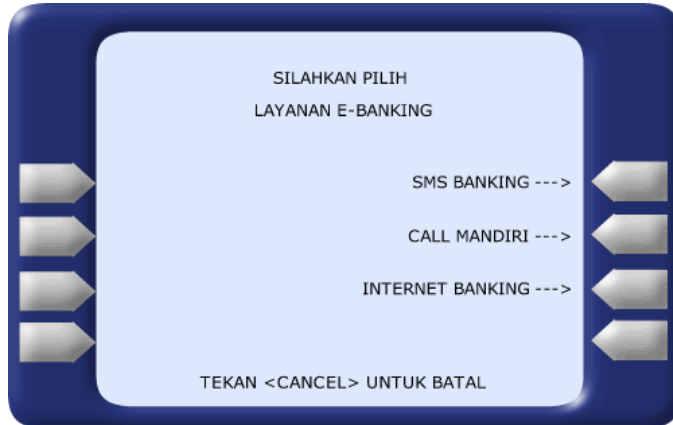 SILAHKAN PILIH
LAYANAN E-BANKING
SMS BANKING --->
CALL MANDIRI --->
INTERNET BANKING --->
TEKAN <CANCEL> UNTUK BATAL